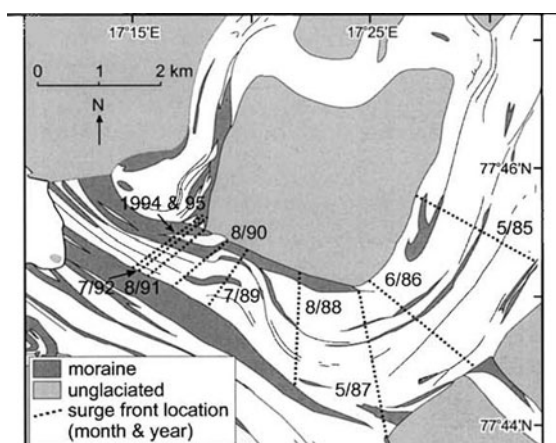 17°15'E
17°25'E
0 1 2 km
N
77°46'N
1994 & 95
8/90
5/85
6/86
7/92
8/91
7/89
8/88
5/87
moraine
unglaciated
surge front location
(month & year)
77°44'N